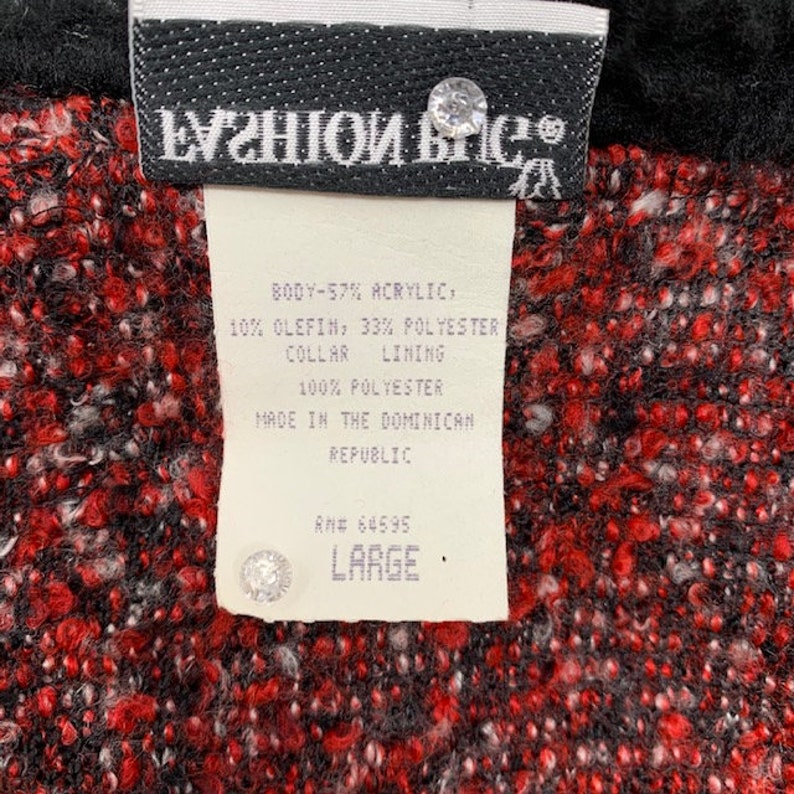 FASHION BUG®
BODY-57% ACRYLIC,
10% OLEFIN, 33% POLYESTER
COLLAR LINING
100% POLYESTER
MADE IN THE DOMINICAN
REPUBLIC
RN# 64595
LARGE